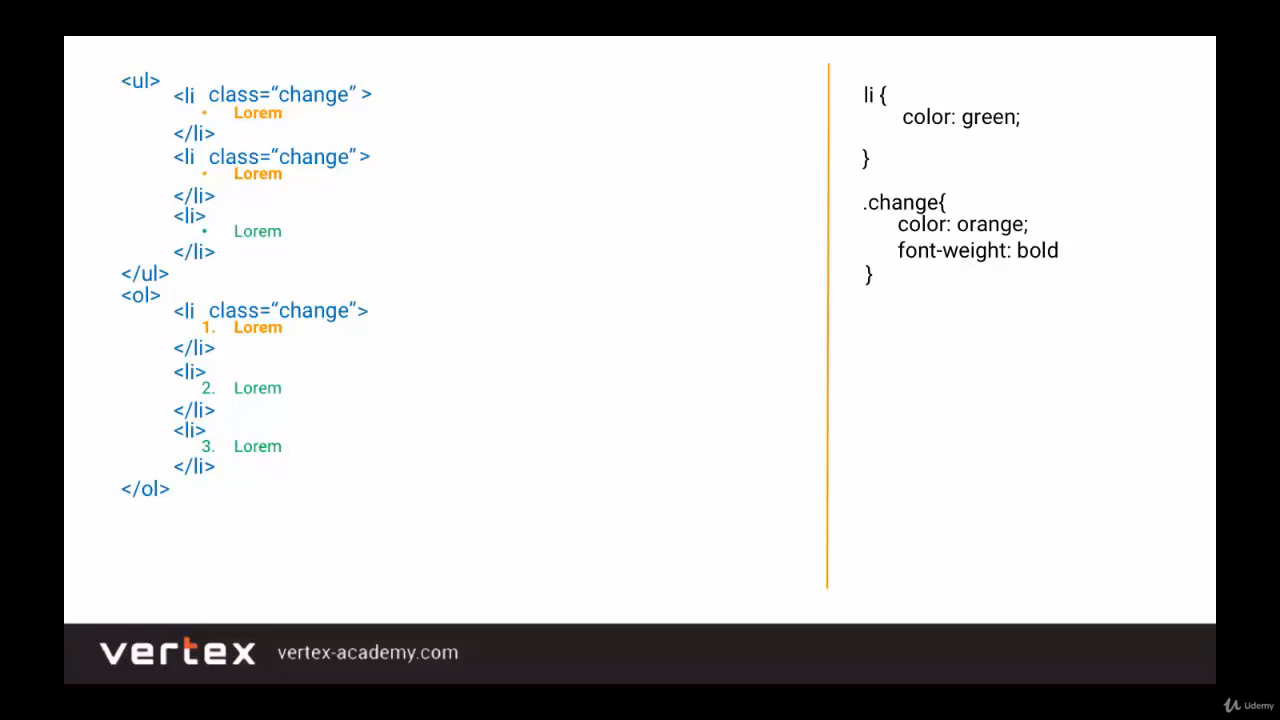 <ul>
<li class=“change” >
• Lorem
</li>
<li class=“change”>
• Lorem
</li>
<li>
• Lorem
</li>
</ul>
<ol>
<li class=“change”>
1. Lorem
</li>
<li>
2. Lorem
</li>
<li>
3. Lorem
</li>
</ol>
li {
color: green;
}
.change{
color: orange;
font-weight: bold
}
vertex vertex-academy.com
Udemy